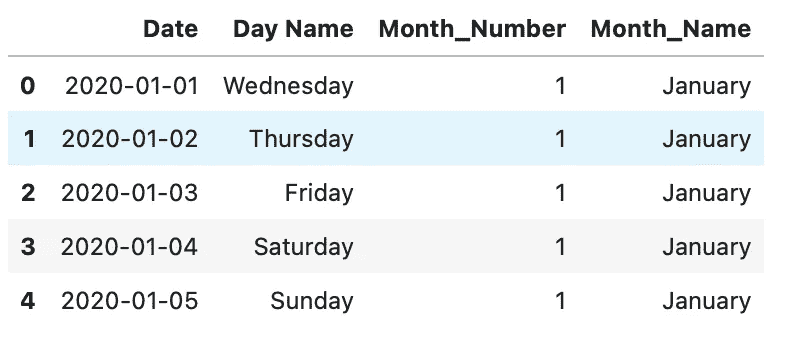 Date Day Name Month_Number Month_Name
0 2020-01-01 Wednesday 1 January
1 2020-01-02 Thursday 1 January
2 2020-01-03 Friday 1 January
3 2020-01-04 Saturday 1 January
4 2020-01-05 Sunday 1 January